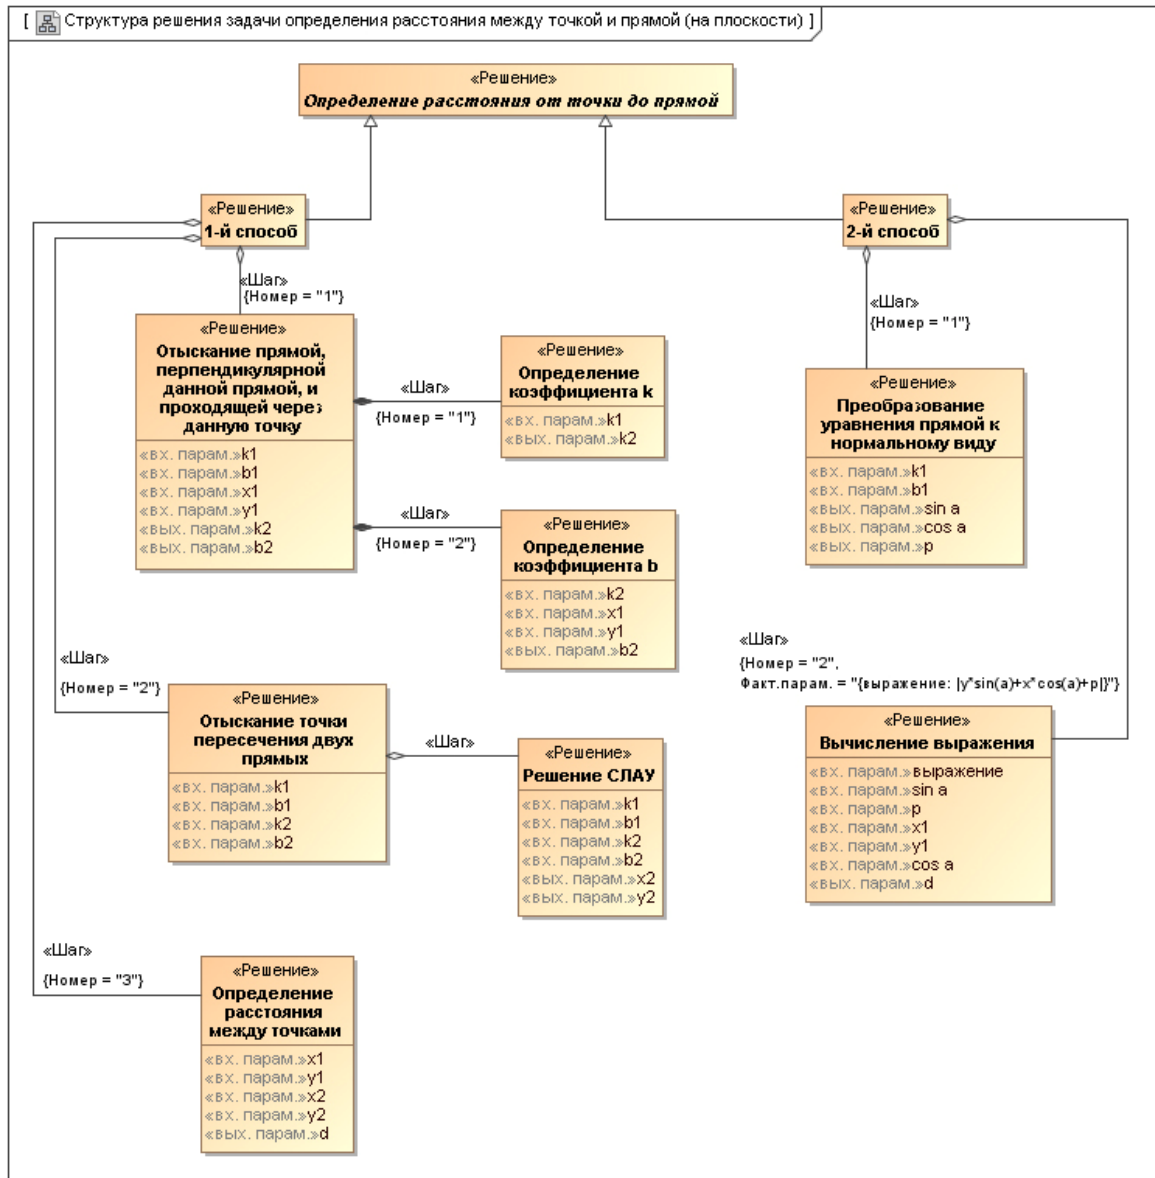 [ Структура решения задачи определения расстояния между точкой и прямой (на плоскости) ]
«Решение»
Определение расстояния от точки до прямой
«Решение»
1-й способ
«Решение»
2-й способ
«Шаг»
{Номер = "1"}
«Решение»
Отыскание прямой,
перпендикулярной
данной прямой, и
проходящей через
данную точку
«вх. парам.»k1
«вх. парам.»b1
«вх. парам.»x1
«вх. парам.»y1
«вых. парам.»k2
«вых. парам.»b2
«Шаг»
{Номер = "1"}
«Решение»
Определение
коэффициента k
«вх. парам.»k1
«вых. парам.»k2
«Шаг»
{Номер = "2"}
«Решение»
Определение
коэффициента b
«вх. парам.»k2
«вх. парам.»x1
«вх. парам.»y1
«вых. парам.»b2
«Шаг»
{Номер = "1"}
«Решение»
Преобразование
уравнения прямой к
нормальному виду
«вх. парам.»k1
«вх. парам.»b1
«вых. парам.»sin a
«вых. парам.»cos a
«вых. парам.»p
«Шаг»
{Номер = "2"}
«Решение»
Отыскание точки
пересечения двух
прямых
«вх. парам.»k1
«вх. парам.»b1
«вх. парам.»k2
«вх. парам.»b2
«Шаг»
«Решение»
Решение СЛАУ
«вх. парам.»k1
«вх. парам.»b1
«вх. парам.»k2
«вх. парам.»b2
«вых. парам.»x2
«вых. парам.»y2
«Шаг»
{Номер = "2",
Факт.парам. = "{выражение: |y*sin(a)+x*cos(a)+p|}"}
«Решение»
Вычисление выражения
«вх. парам.»выражение
«вх. парам.»sin a
«вх. парам.»p
«вх. парам.»x1
«вх. парам.»y1
«вх. парам.»cos a
«вых. парам.»d
«Шаг»
{Номер = "3"}
«Решение»
Определение
расстояния
между точками
«вх. парам.»x1
«вх. парам.»y1
«вх. парам.»x2
«вх. парам.»y2
«вых. парам.»d